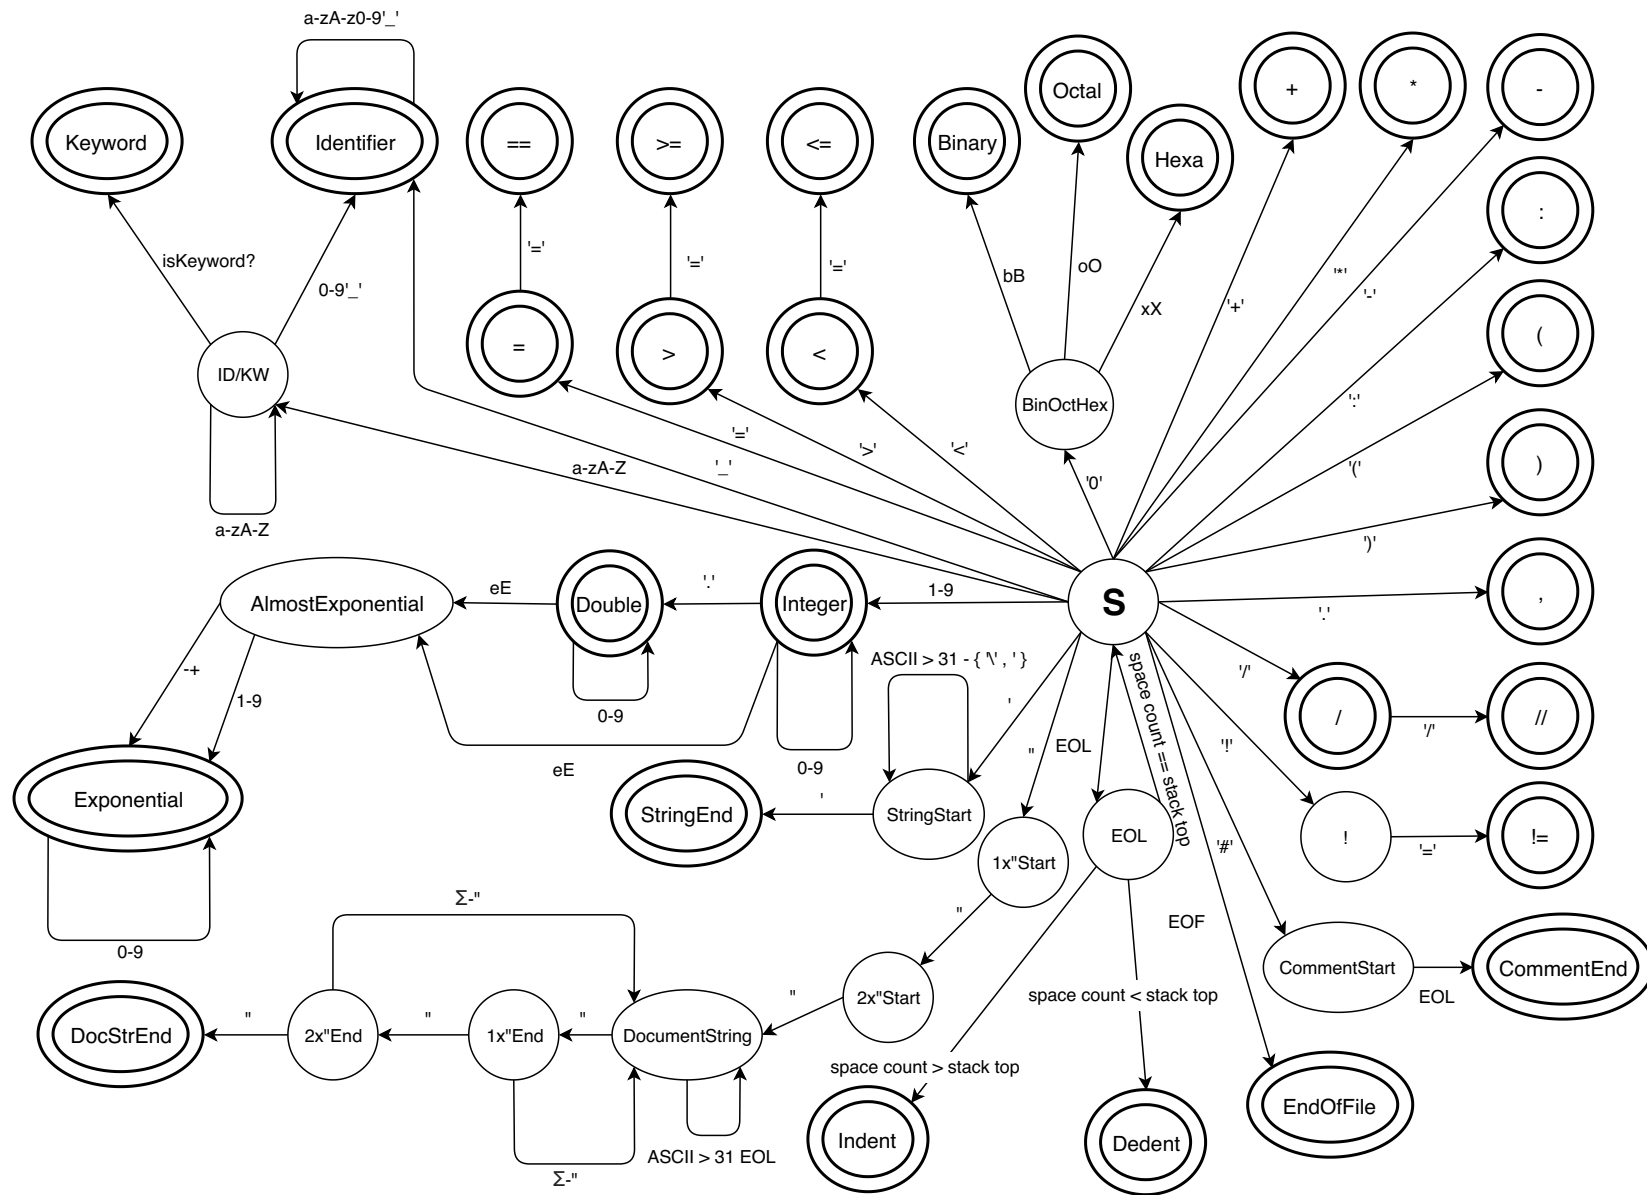 a-zA-z0-9'_'
Keyword
Identifier
==
>=
<=
Binary
Octal
Hexa
+
*
-
:
isKeyword?
0-9'_'
'='
'='
'='
bB
oO
xX
'+'
'*'
'-'
ID/KW
=
>
<
BinOctHex
(
':'
'='
'>'
'<'
a-zA-Z
'_'
'0'
'('
)
a-zA-Z
')'
AlmostExponential
eE
Double
'.'
Integer
1-9
S
','
'.'
-+
1-9
0-9
ASCII > 31 - { '\' , ' }
'
"
EOL
space count == stack top
'/'
/
'/'
//
eE
0-9
'!'
Exponential
StringEnd
'
StringStart
1x"Start
EOL
'#'
!
'='
!=
0-9
Σ-"
"
EOF
CommentStart
EOL
CommentEnd
2x"Start
space count < stack top
DocStrEnd
"
2x"End
"
1x"End
"
DocumentString
"
space count > stack top
EndOfFile
Σ-"
ASCII > 31 EOL
Indent
Dedent